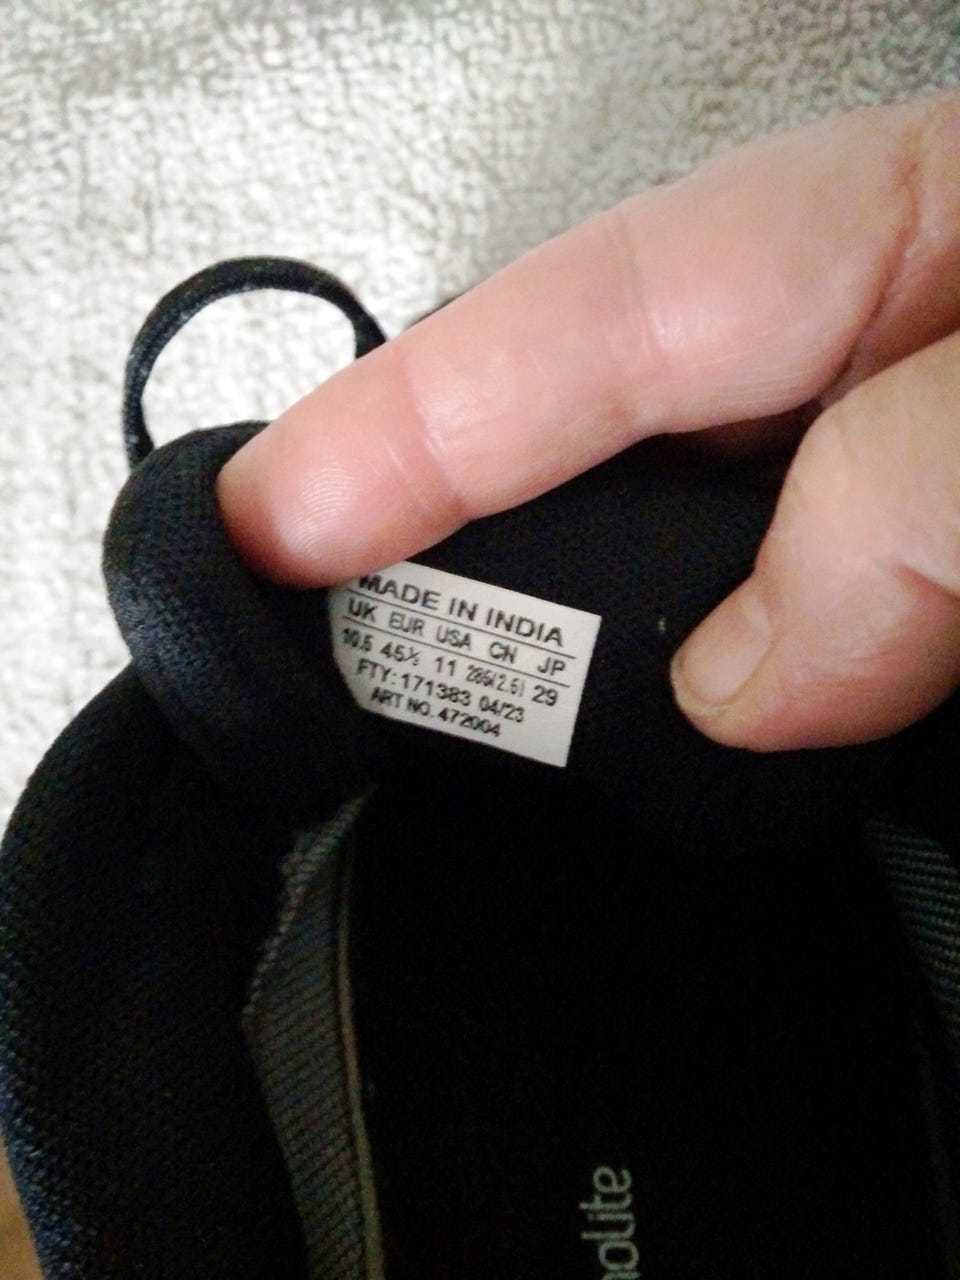 MADE IN INDIA
UK EUR USA CN JP
10.5 45⅓ 11 285(2.5) 29
FTY: 171383 04/23
ART NO. 472004
nolite